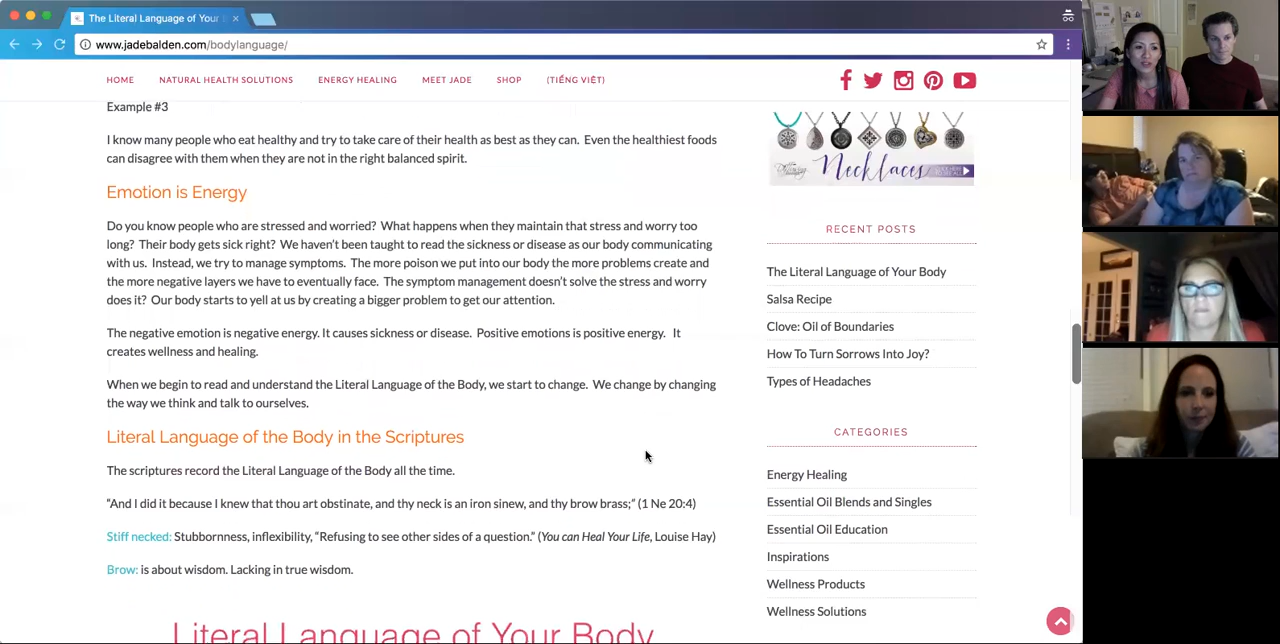 The Literal Language of Your
www.jadebalden.com/bodylanguage/
HOME NATURAL HEALTH SOLUTIONS ENERGY HEALING MEET JADE SHOP (TIẾNG VIỆT)
Example #3
I know many people who eat healthy and try to take care of their health as best as they can. Even the healthiest foods
can disagree with them when they are not in the right balanced spirit.
Emotion is Energy
Do you know people who are stressed and worried? What happens when they maintain that stress and worry too
long? Their body gets sick right? We haven't been taught to read the sickness or disease as our body communicating
with us. Instead, we try to manage symptoms. The more poison we put into our body the more problems create and
the more negative layers we have to eventually face. The symptom management doesn't solve the stress and worry
does it? Our body starts to yell at us by creating a bigger problem to get our attention.
The negative emotion is negative energy. It causes sickness or disease. Positive emotions is positive energy. It
creates wellness and healing.
When we begin to read and understand the Literal Language of the Body, we start to change. We change by changing
the way we think and talk to ourselves.
Literal Language of the Body in the Scriptures
The scriptures record the Literal Language of the Body all the time.
“And I did it because I knew that thou art obstinate, and thy neck is an iron sinew, and thy brow brass;” (1 Ne 20:4)
Stiff necked: Stubbornness, inflexibility, “Refusing to see other sides of a question.” (You can Heal Your Life, Louise Hay)
Brow: is about wisdom. Lacking in true wisdom.
Literal Language of Your Body
Necklaces
RECENT POSTS
The Literal Language of Your Body
Salsa Recipe
Clove: Oil of Boundaries
How To Turn Sorrows Into Joy?
Types of Headaches
CATEGORIES
Energy Healing
Essential Oil Blends and Singles
Essential Oil Education
Inspirations
Wellness Products
Wellness Solutions